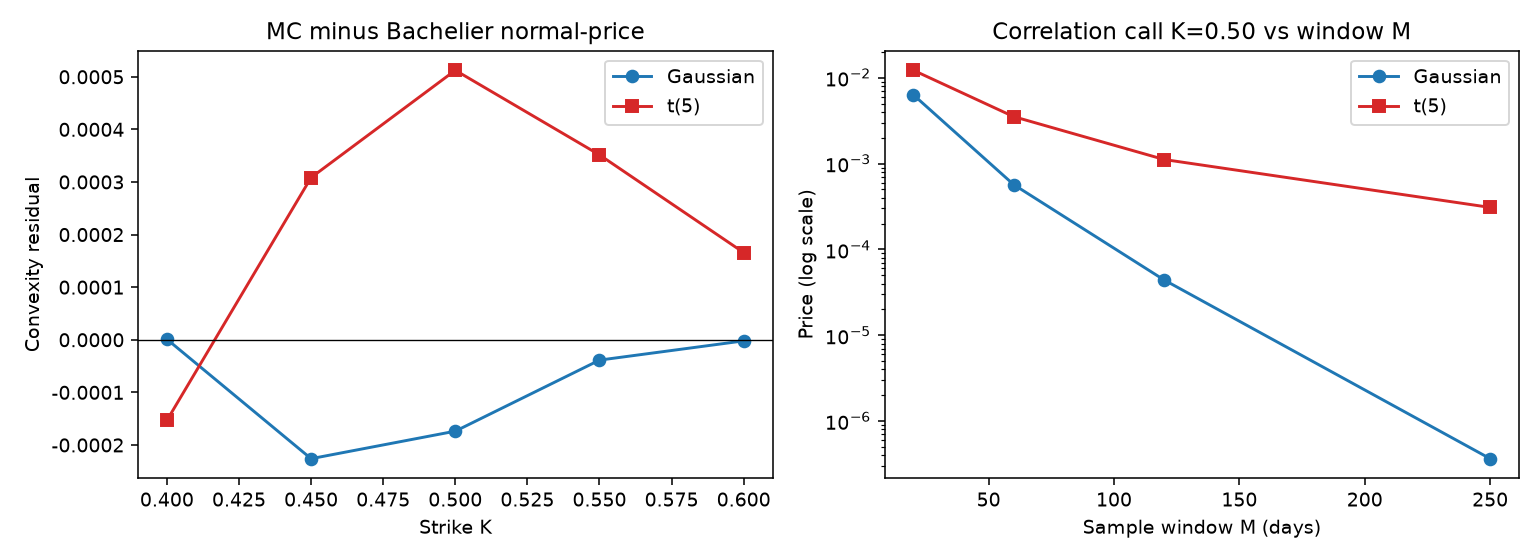 MC minus Bachelier normal-price
Convexity residual
0.0005
0.0004
0.0003
0.0002
0.0001
0.0000
-0.0001
-0.0002
Gaussian
t(5)
0.400 0.425 0.450 0.475 0.500 0.525 0.550 0.575 0.600
Strike K
Correlation call K=0.50 vs window M
Price (log scale)
10⁻²
10⁻³
10⁻⁴
10⁻⁵
10⁻⁶
Gaussian
t(5)
50 100 150 200 250
Sample window M (days)